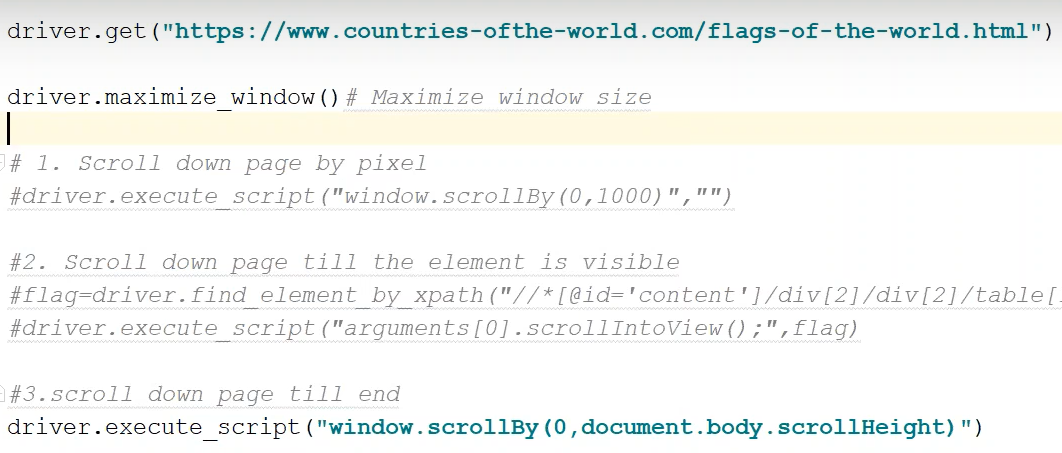 driver.get("https://www.countries-ofthe-world.com/flags-of-the-world.html")
driver.maximize_window()# Maximize window size
# 1. Scroll down page by pixel
#driver.execute_script("window.scrollBy(0,1000)","")
#2. Scroll down page till the element is visible
#flag=driver.find_element_by_xpath("//*[@id='content']/div[2]/div[2]/table[
#driver.execute_script("arguments[0].scrollIntoView();",flag)
#3.scroll down page till end
driver.execute_script("window.scrollBy(0,document.body.scrollHeight)")